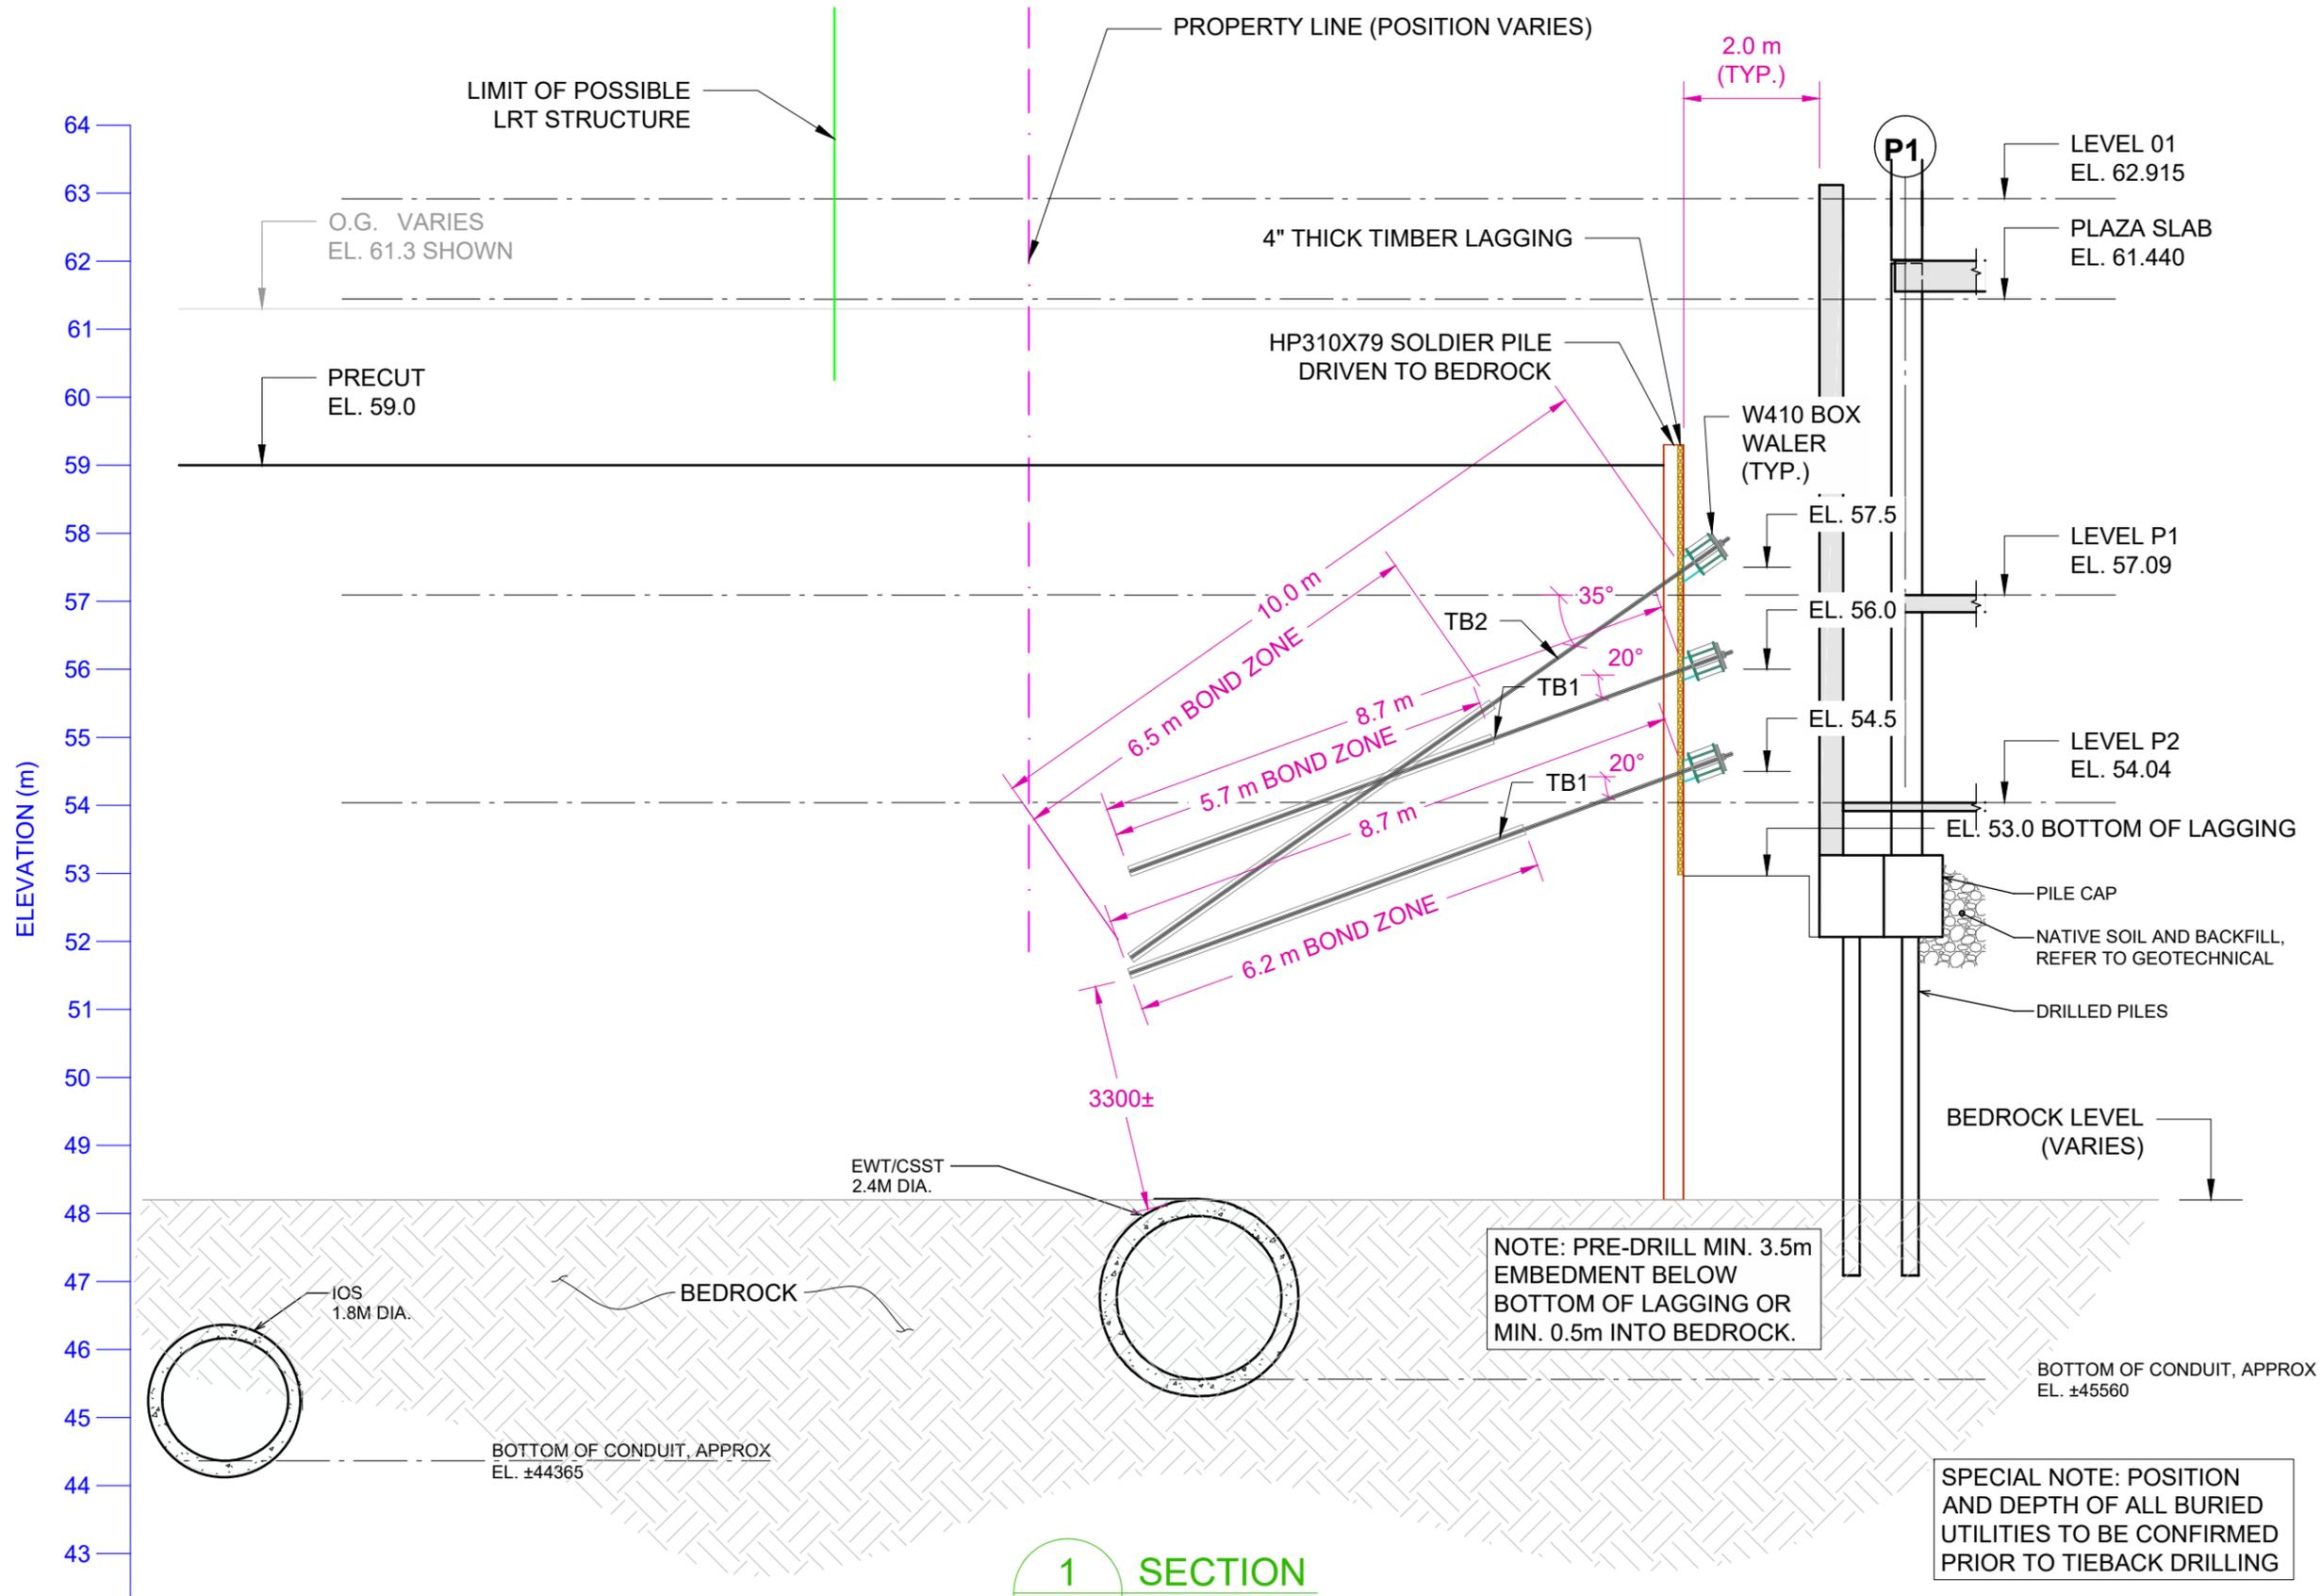 PROPERTY LINE (POSITION VARIES)
2.0 m
(TYP.)
LIMIT OF POSSIBLE
LRT STRUCTURE
64
P1
LEVEL 01
EL. 62.915
63
O.G. VARIES
EL. 61.3 SHOWN
4" THICK TIMBER LAGGING
PLAZA SLAB
EL. 61.440
62
61
HP310X79 SOLDIER PILE
DRIVEN TO BEDROCK
PRECUT
EL. 59.0
60
W410 BOX
WALER
(TYP.)
59
EL. 57.5
58
LEVEL P1
EL. 57.09
10.0 m
35°
57
EL. 56.0
TB2
6.5 m BOND ZONE
20°
56
TB1
8.7 m
EL. 54.5
55
LEVEL P2
EL. 54.04
5.7 m BOND ZONE
20°
TB1
54
8.7 m
EL. 53.0 BOTTOM OF LAGGING
ELEVATION (m)
53
PILE CAP
6.2 m BOND ZONE
52
NATIVE SOIL AND BACKFILL,
REFER TO GEOTECHNICAL
51
DRILLED PILES
50
3300±
49
BEDROCK LEVEL
(VARIES)
EWT/CSST
2.4M DIA.
48
NOTE: PRE-DRILL MIN. 3.5m
EMBEDMENT BELOW
BOTTOM OF LAGGING OR
MIN. 0.5m INTO BEDROCK.
47
IOS
1.8M DIA.
BEDROCK
46
BOTTOM OF CONDUIT, APPROX
EL. ±45560
45
BOTTOM OF CONDUIT, APPROX
EL. ±44365
44
SPECIAL NOTE: POSITION
AND DEPTH OF ALL BURIED
UTILITIES TO BE CONFIRMED
PRIOR TO TIEBACK DRILLING
43
1 SECTION